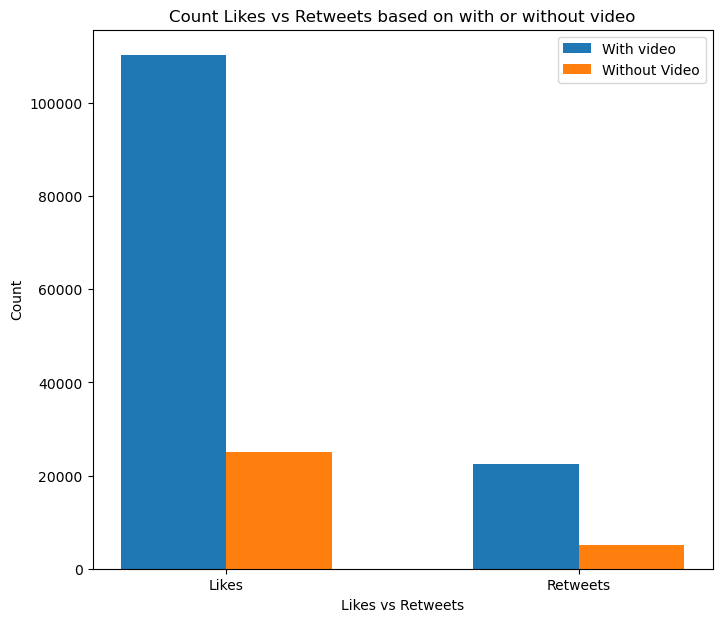 Count Likes vs Retweets based on with or without video
With video
Without Video
100000
80000
60000
40000
20000
0
Count
Likes
Retweets
Likes vs Retweets